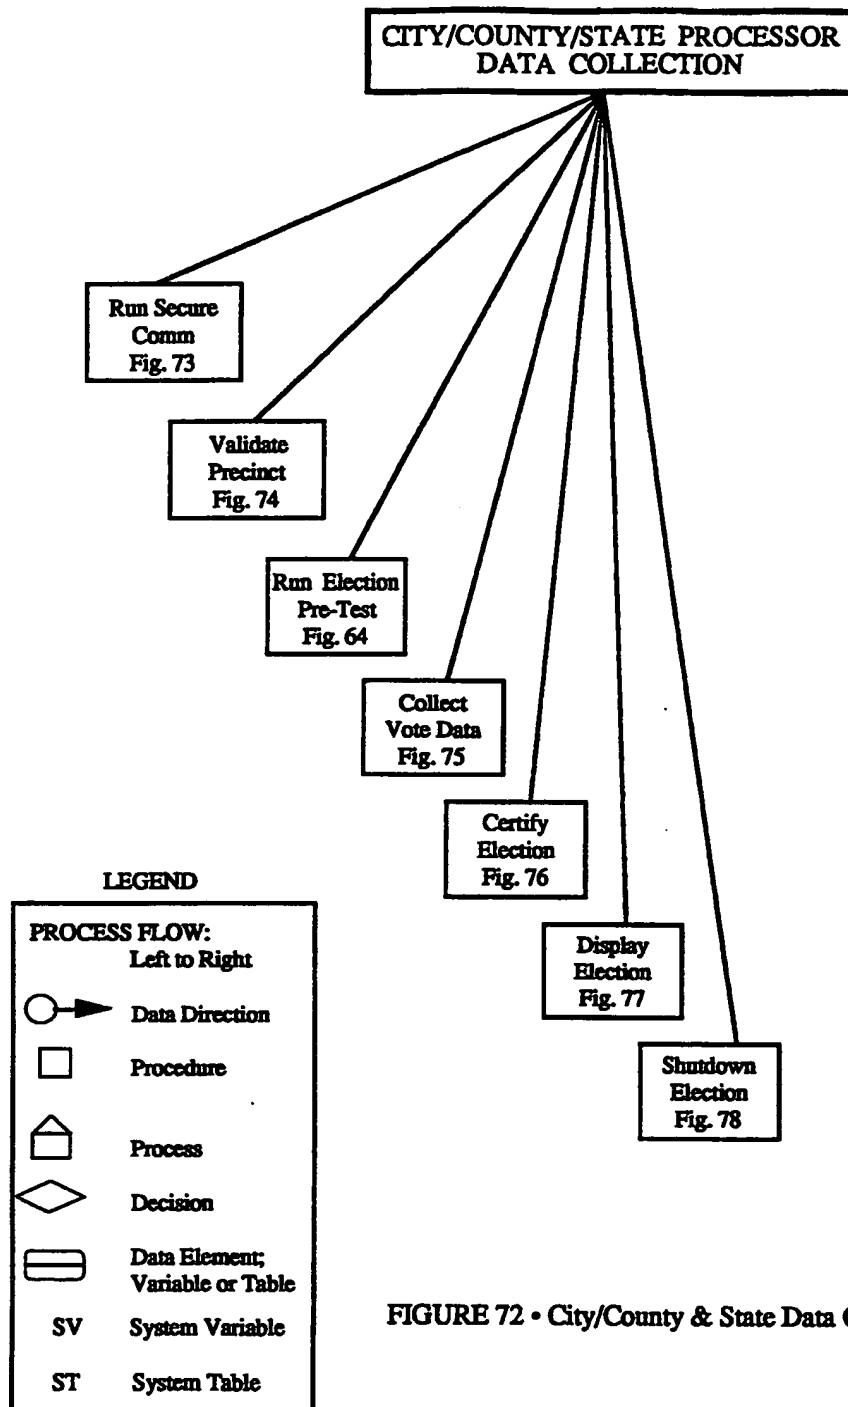 CITY/COUNTY/STATE PROCESSOR
DATA COLLECTION
Run Secure
Comm
Fig. 73
Validate
Precinct
Fig. 74
Run Election
Pre-Test
Fig. 64
Collect
Vote Data
Fig. 75
Certify
Election
Fig. 76
Display
Election
Fig. 77
Shutdown
Election
Fig. 78
LEGEND
PROCESS FLOW:
Left to Right
Data Direction
Procedure
Process
Decision
Data Element;
Variable or Table
SV System Variable
ST System Table
FIGURE 72 • City/County & State Data